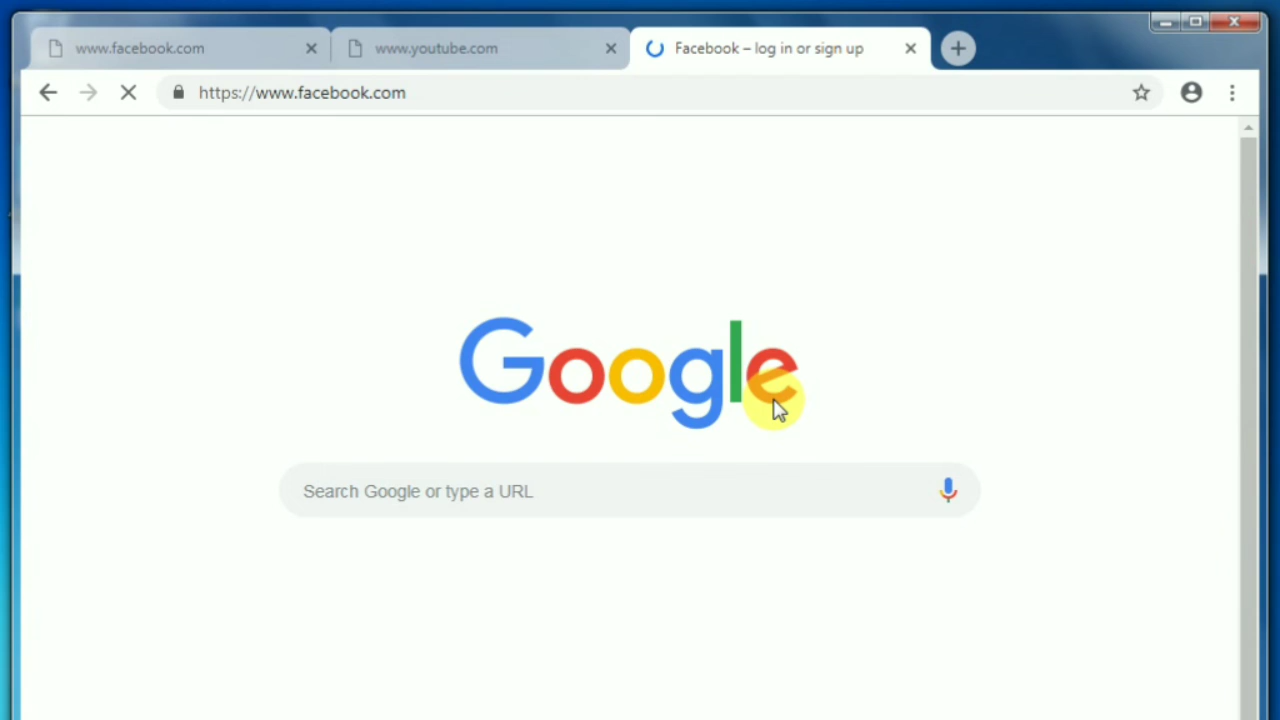 www.facebook.com
www.youtube.com
Facebook – log in or sign up
https://www.facebook.com
Google
Search Google or type a URL